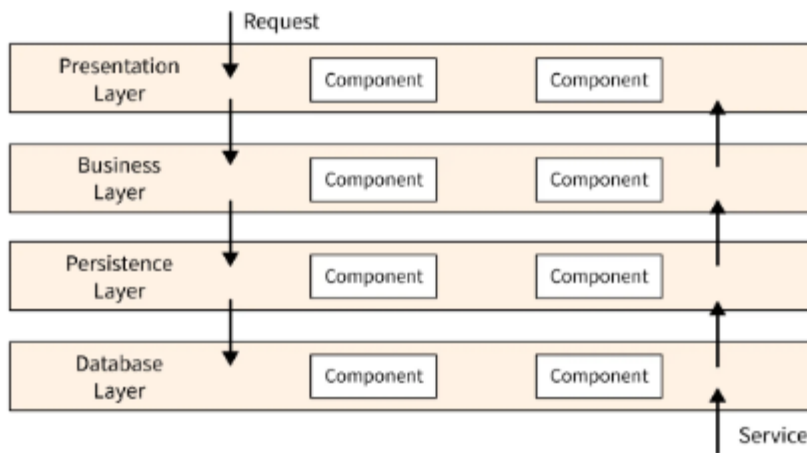 Request
Presentation
Layer
Component
Component
Business
Layer
Component
Component
Persistence
Layer
Component
Component
Database
Layer
Component
Component
Service